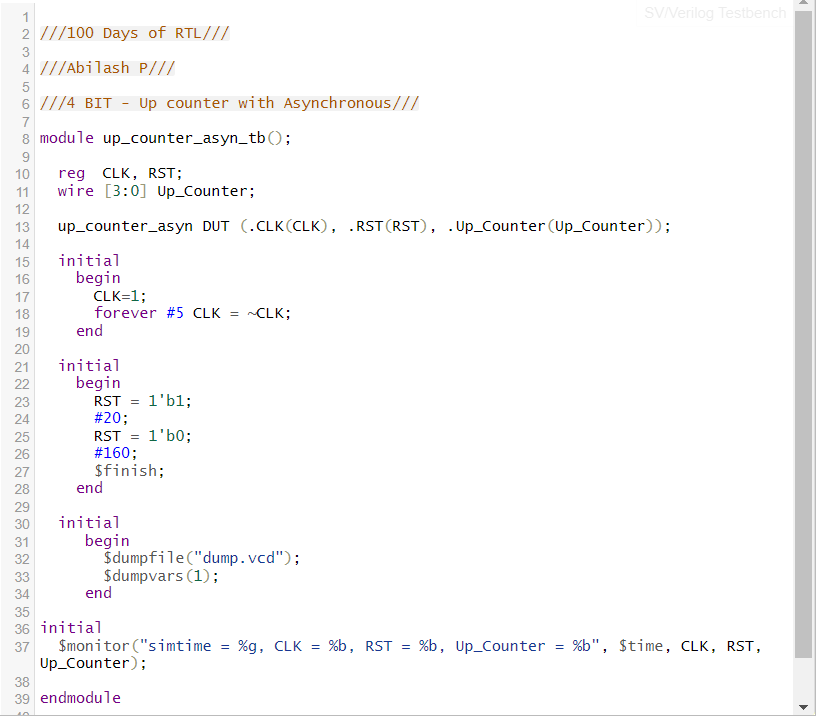 SV/Verilog Testbench
1
2 ///100 Days of RTL///
3
4 ///Abilash P///
5
6 ///4 BIT - Up counter with Asynchronous///
7
8 module up_counter_asyn_tb();
9
10 reg  CLK, RST;
11 wire [3:0] Up_Counter;
12
13 up_counter_asyn DUT (.CLK(CLK), .RST(RST), .Up_Counter(Up_Counter));
14
15 initial
16 begin
17 CLK=1;
18 forever #5 CLK = ~CLK;
19 end
20
21 initial
22 begin
23 RST = 1'b1;
24 #20;
25 RST = 1'b0;
26 #160;
27 $finish;
28 end
29
30 initial
31 begin
32 $dumpfile("dump.vcd");
33 $dumpvars(1);
34 end
35
36 initial
37 $monitor("simtime = %g, CLK = %b, RST = %b, Up_Counter = %b", $time, CLK, RST,
Up_Counter);
38
39 endmodule